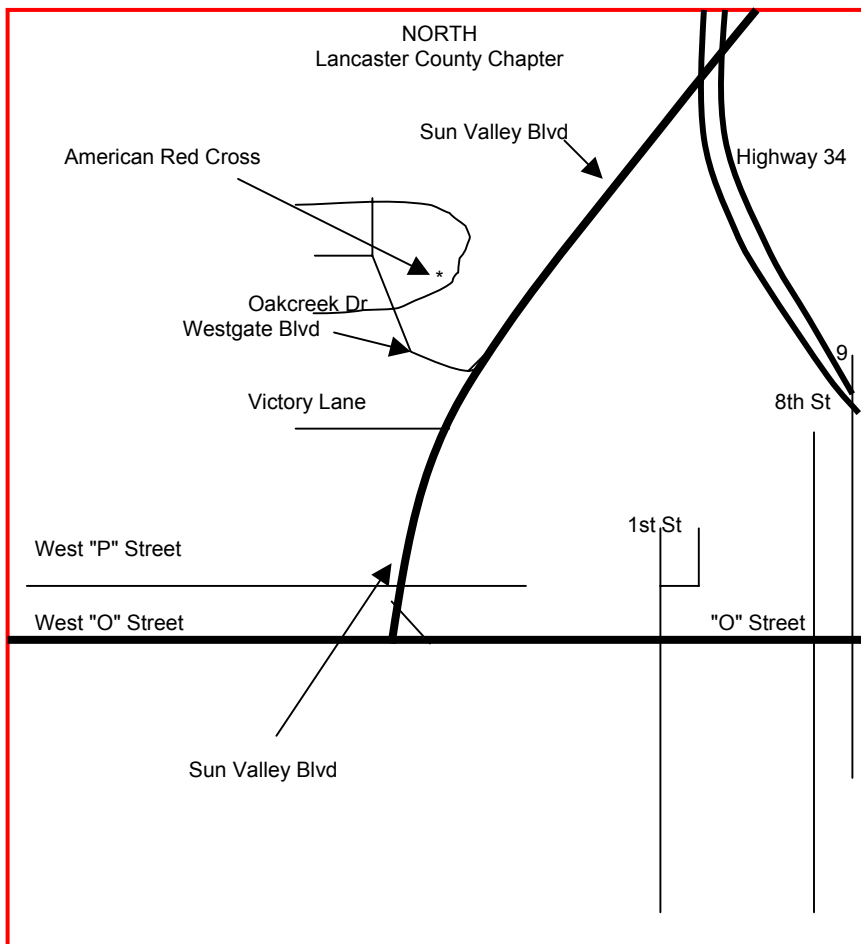 NORTH
Lancaster County Chapter
Sun Valley Blvd
American Red Cross
Highway 34
*
Oakcreek Dr
Westgate Blvd
9
Victory Lane
8th St
1st St
West "P" Street
West "O" Street
"O" Street
Sun Valley Blvd